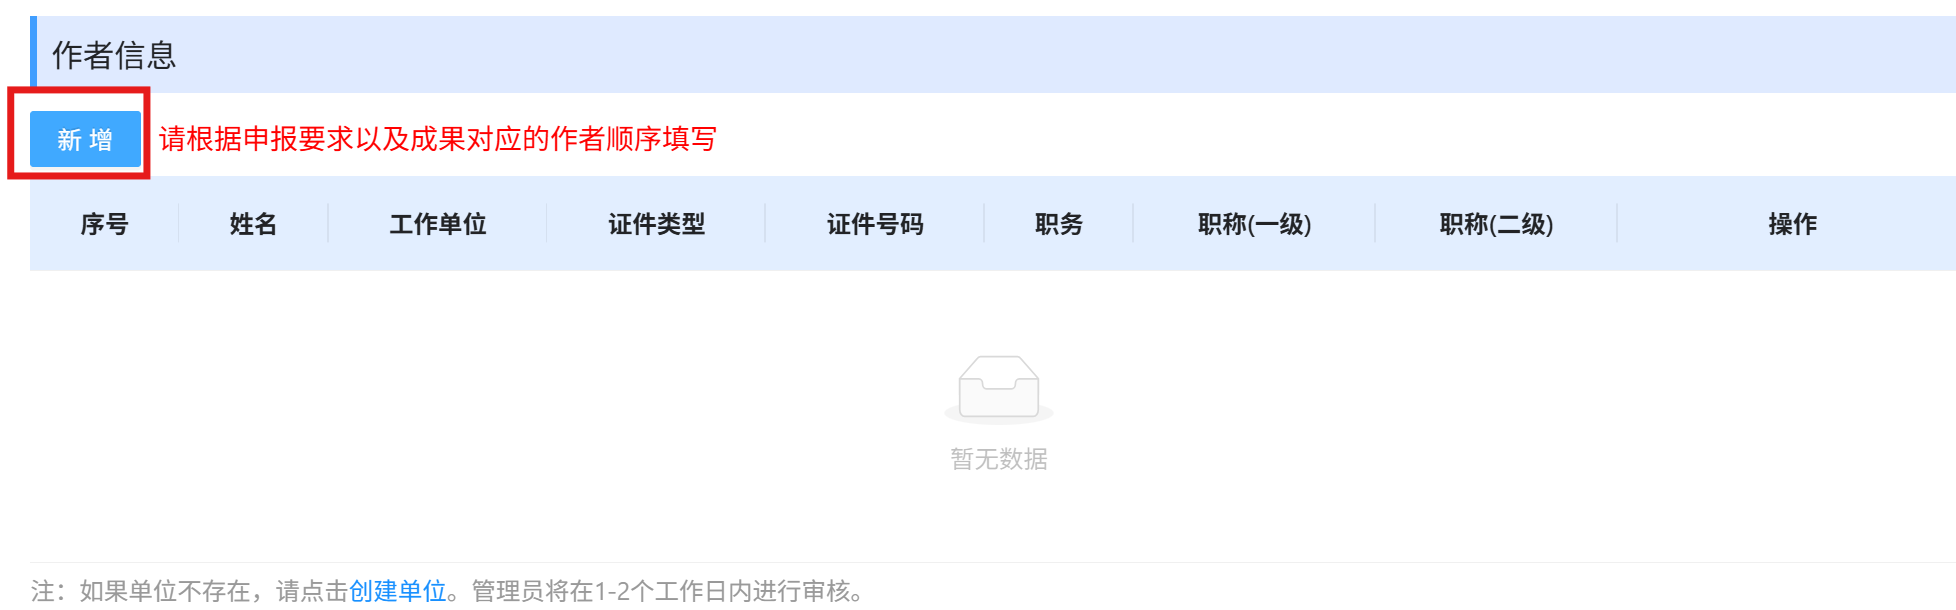 作者信息
新 增 请根据申报要求以及成果对应的作者顺序填写
序号 姓名 工作单位 证件类型 证件号码 职务 职称(一级) 职称(二级) 操作
暂无数据
注：如果单位不存在，请点击创建单位。管理员将在1-2个工作日内进行审核。